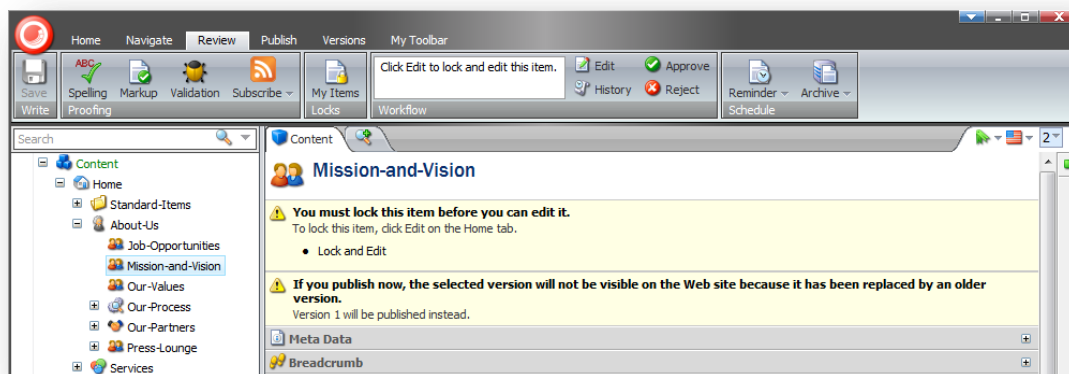 Home Navigate Review Publish Versions My Toolbar
ABC
Click Edit to lock and edit this item. Edit Approve
History Reject
Save Spelling Markup Validation Subscribe My Items Reminder Archive
Write Proofing Locks Workflow Schedule
Search
Content
2
Content
Home
Standard-Items
About-Us
Job-Opportunities
Mission-and-Vision
Our-Values
Our-Process
Our-Partners
Press-Lounge
Services
Mission-and-Vision
You must lock this item before you can edit it.
To lock this item, click Edit on the Home tab.
• Lock and Edit
If you publish now, the selected version will not be visible on the Web site because it has been replaced by an older
version.
Version 1 will be published instead.
Meta Data
Breadcrumb